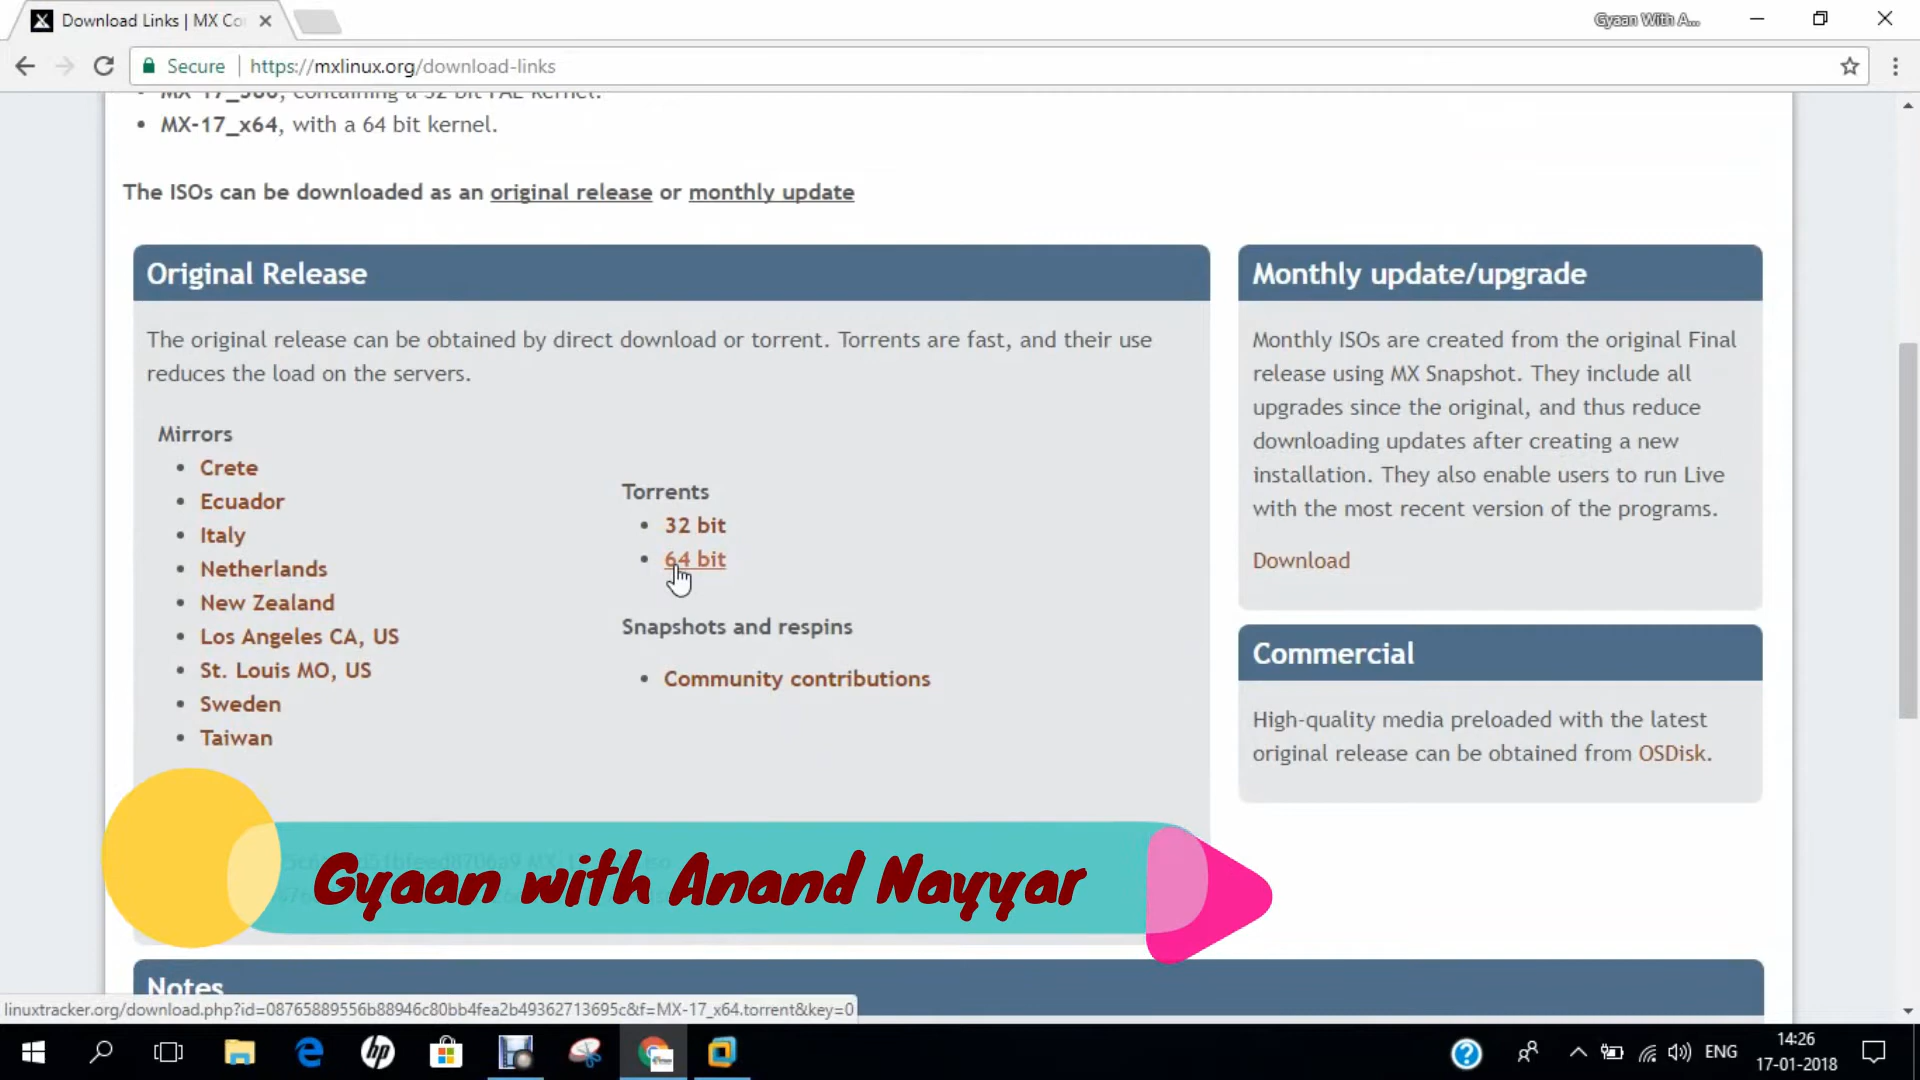 Download Links | MX Co
Gyaan With A...
Secure | https://mxlinux.org/download-links
MX-17_x64, with a 64 bit kernel.
The ISOs can be downloaded as an original release or monthly update
Original Release
The original release can be obtained by direct download or torrent. Torrents are fast, and their use
reduces the load on the servers.
Mirrors
Crete
Ecuador
Italy
Netherlands
New Zealand
Los Angeles CA, US
St. Louis MO, US
Sweden
Taiwan
Torrents
32 bit
64 bit
Snapshots and respins
Community contributions
Monthly update/upgrade
Monthly ISOs are created from the original Final
release using MX Snapshot. They include all
upgrades since the original, and thus reduce
downloading updates after creating a new
installation. They also enable users to run Live
with the most recent version of the programs.
Download
Commercial
High-quality media preloaded with the latest
original release can be obtained from OSDisk.
Gyaan with Anand Nayyar
Notes
linuxtracker.org/download.php?id=08765889556b88946c80bb4fea2b49362713695c&f=MX-17_x64.torrent&key=0
hp
ENG
14:26
17-01-2018